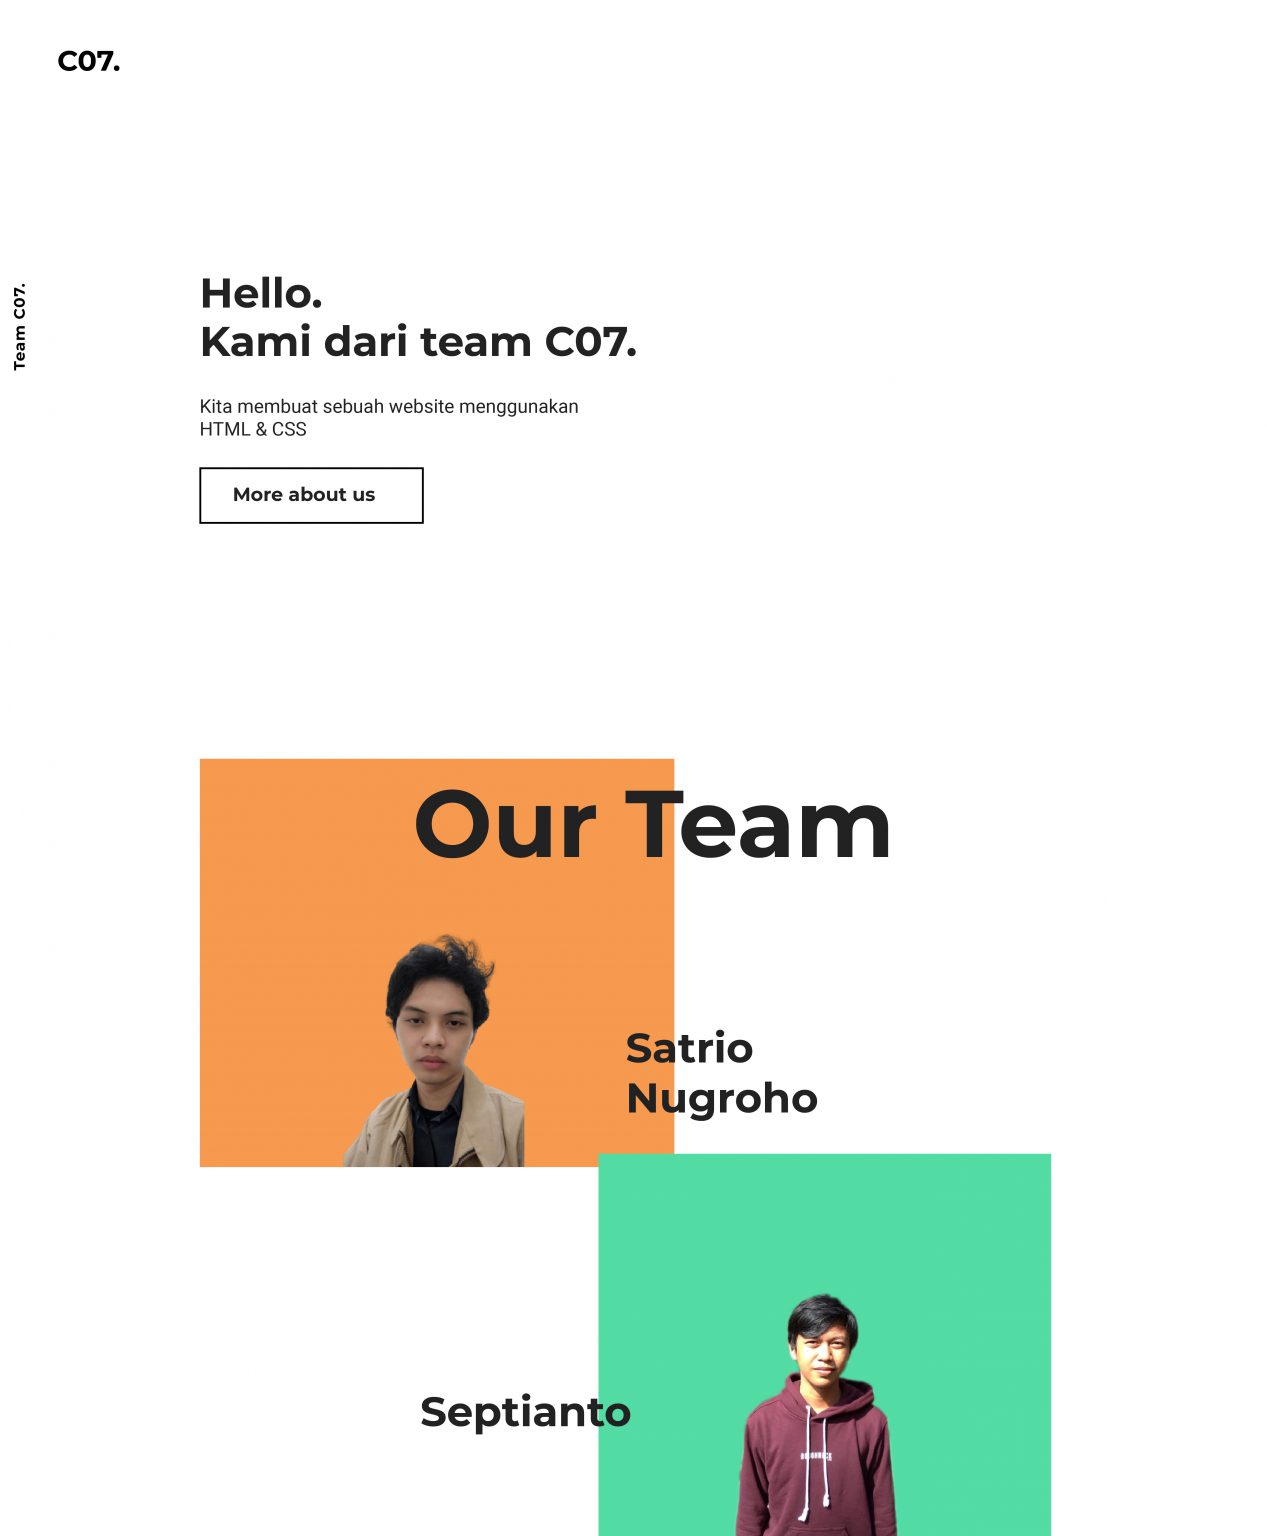 C07.
Team C07.
Hello.
Kami dari team C07.
Kita membuat sebuah website menggunakan
HTML & CSS
More about us
Our Team
Satrio
Nugroho
Septianto